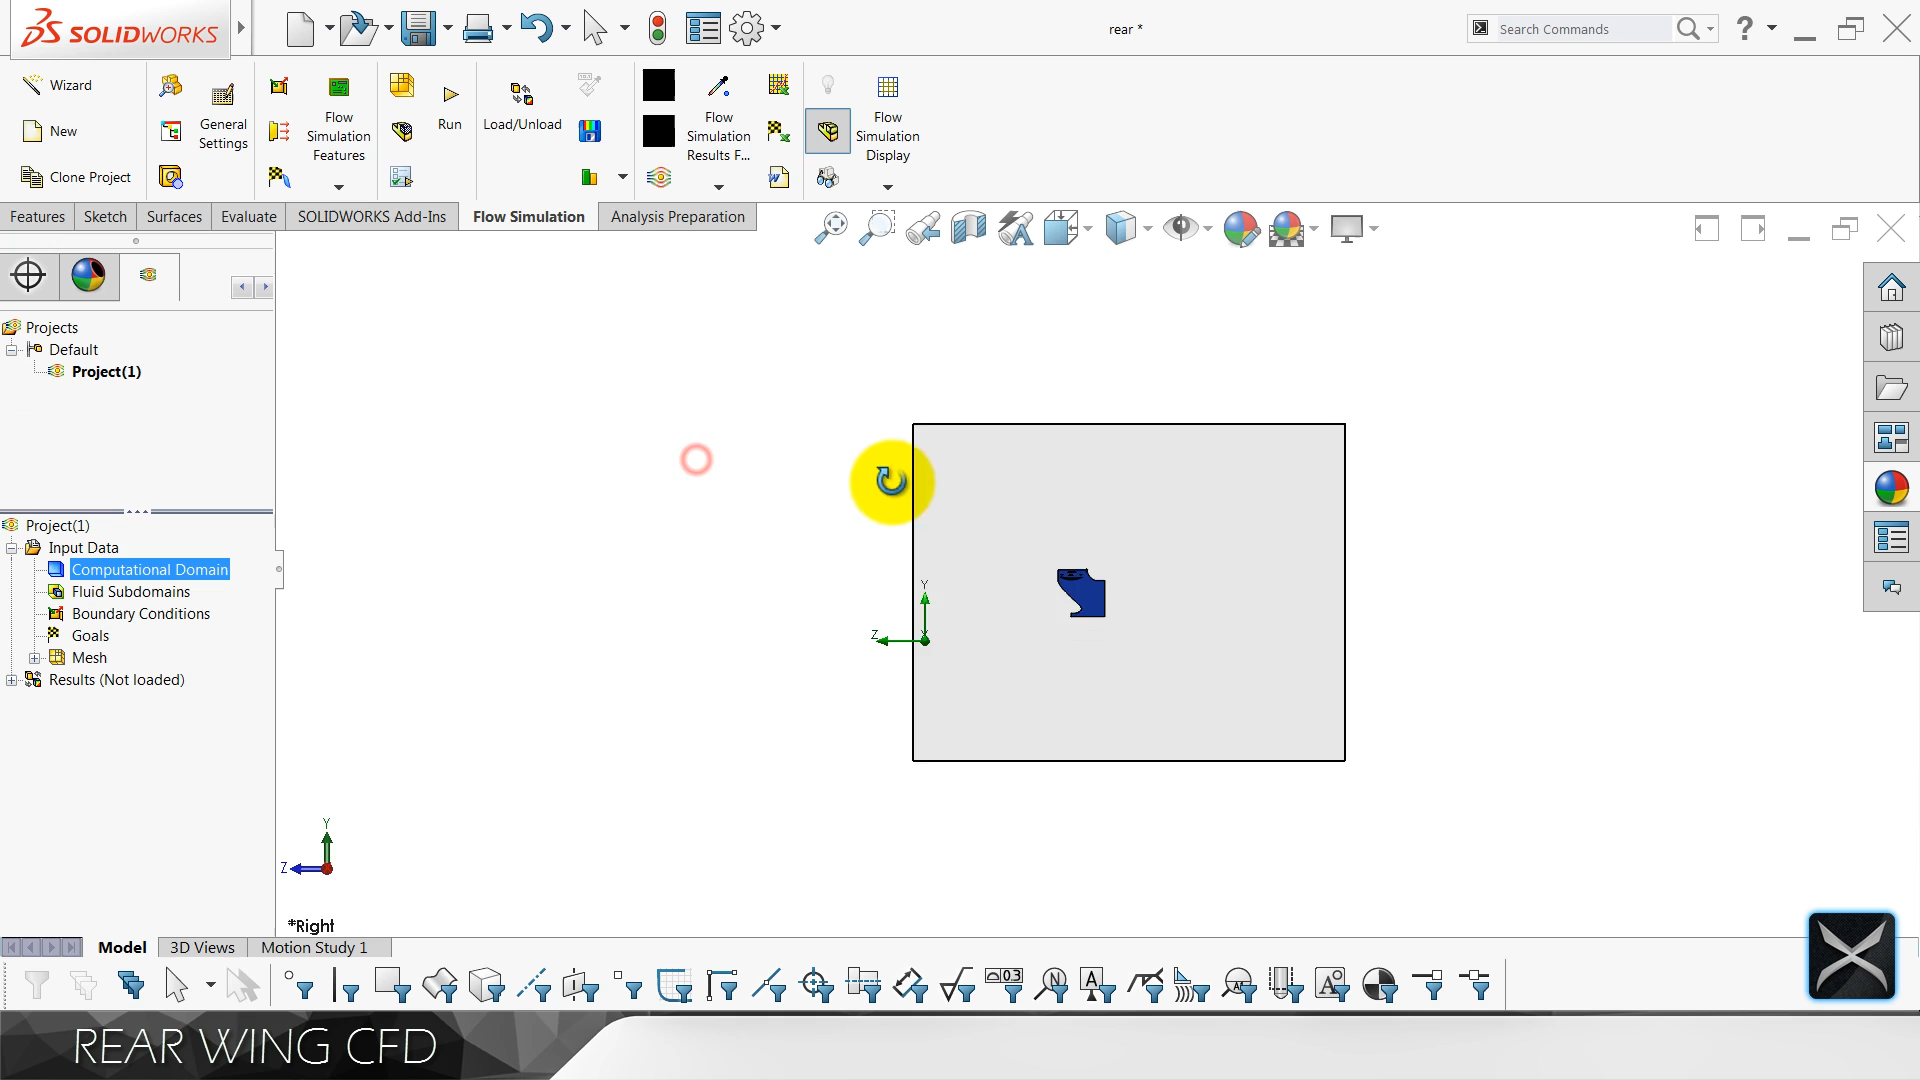 SOLIDWORKS
rear *
Search Commands
?
Wizard
New
Clone Project
General
Settings
Flow
Simulation
Features
Run
Load/Unload
Flow
Simulation
Results F...
Flow
Simulation
Display
Features
Sketch
Surfaces
Evaluate
SOLIDWORKS Add-Ins
Flow Simulation
Analysis Preparation
Projects
Default
Project(1)
Project(1)
Input Data
Computational Domain
Fluid Subdomains
Boundary Conditions
Goals
Mesh
Results (Not loaded)
Y
Z
Y
Z
*Right
Model
3D Views
Motion Study 1
REAR WING CFD